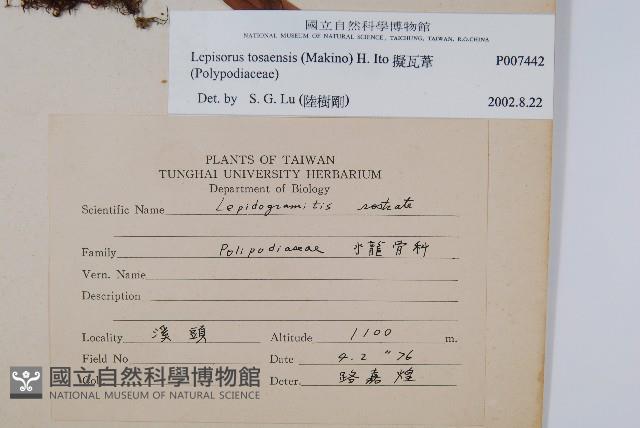 國立自然科學博物館
NATIONAL MUSEUM OF NATURAL SCIENCE, TAICHUNG, TAIWAN, R.O.CHINA
Lepisorus tosaensis (Makino) H. Ito 擬瓦葦 P007442
(Polypodiaceae)
Det. by S. G. Lu (陸樹剛) 2002.8.22
PLANTS OF TAIWAN
TUNGHAI UNIVERSITY HERBARIUM
Department of Biology
Scientific Name Lepidogramitis rostrate
Family Polipodiaseae 水龍骨科
Vern. Name
Description
Locality 溪頭 Altitude 1100 m.
Field No Date 4.2 "76
Col. Deter. 路嘉煌
國立自然科學博物館
NATIONAL MUSEUM OF NATURAL SCIENCE